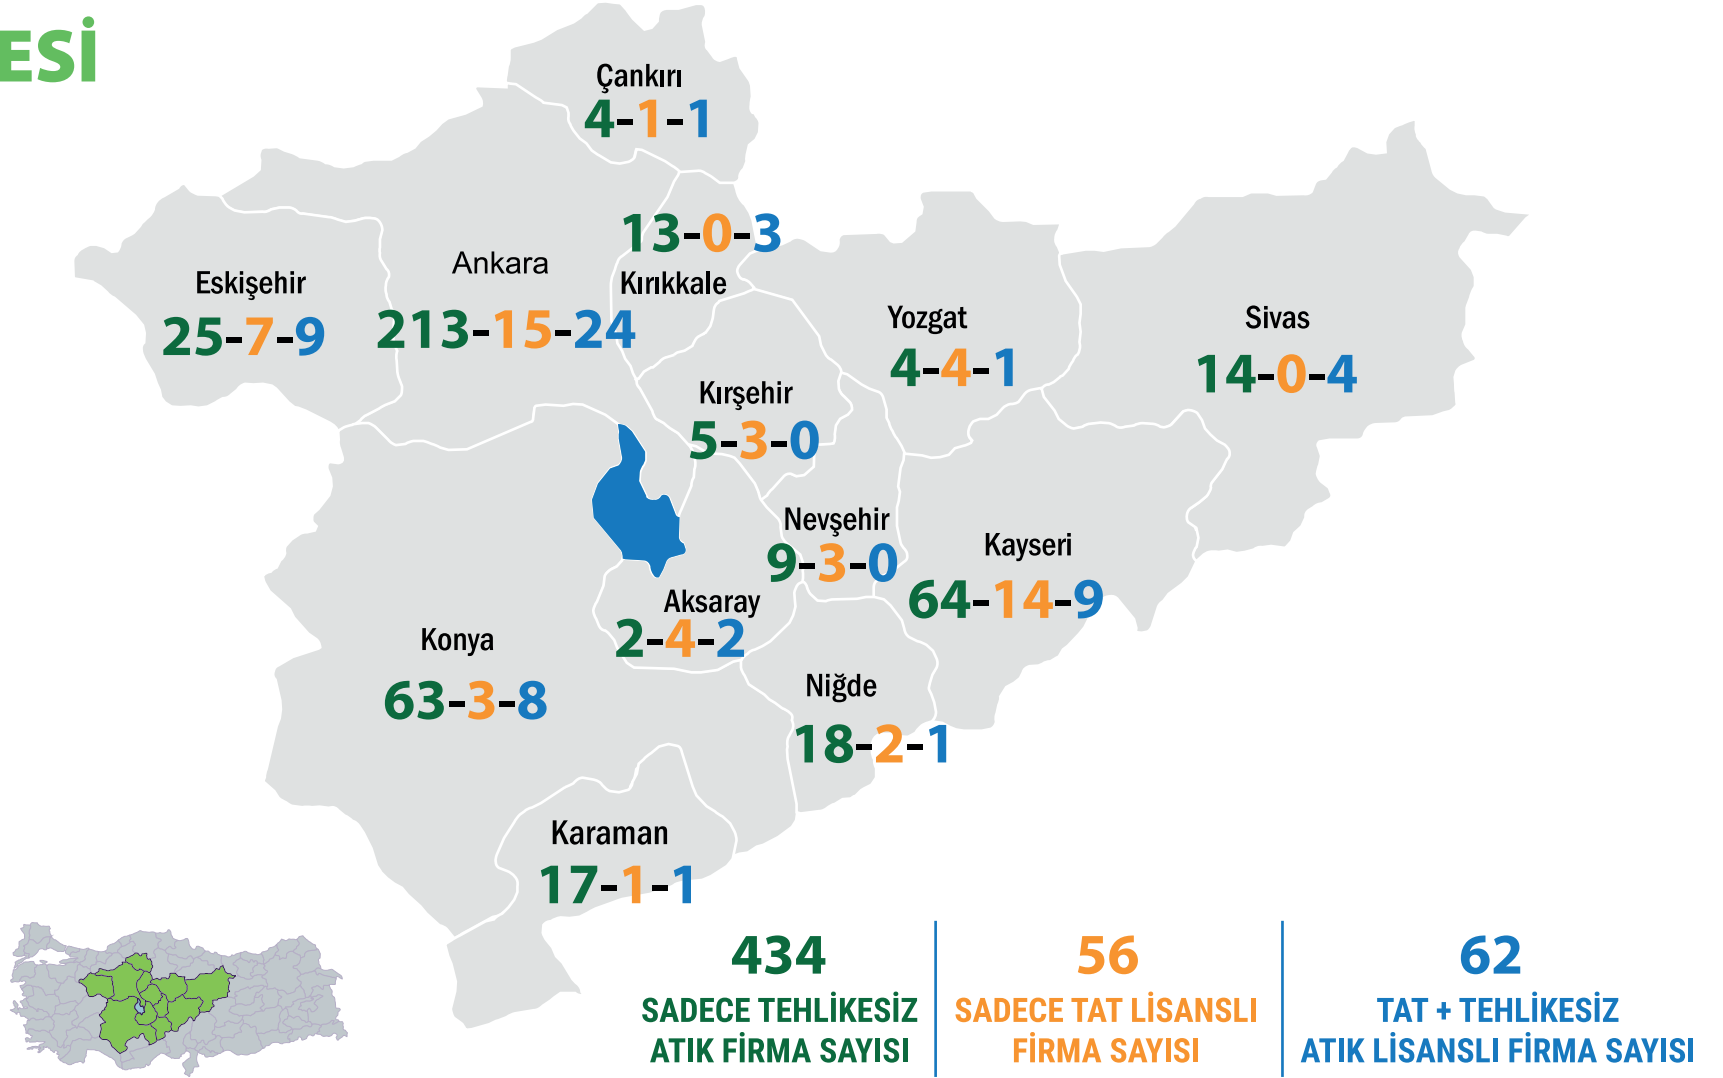 ESİ
Çankırı
4-1-1
13-0-3
Kırıkkale
Ankara
213-15-24
Eskişehir
25-7-9
Yozgat
4-4-1
Sivas
14-0-4
Kırşehir
5-3-0
Nevşehir
9-3-0
Kayseri
64-14-9
Aksaray
2-4-2
Konya
63-3-8
Niğde
18-2-1
Karaman
17-1-1
434
SADECE TEHLİKESİZ
ATIK FİRMA SAYISI
56
SADECE TAT LİSANSLI
FİRMA SAYISI
62
TAT + TEHLİKESİZ
ATIK LİSANSLI FİRMA SAYISI